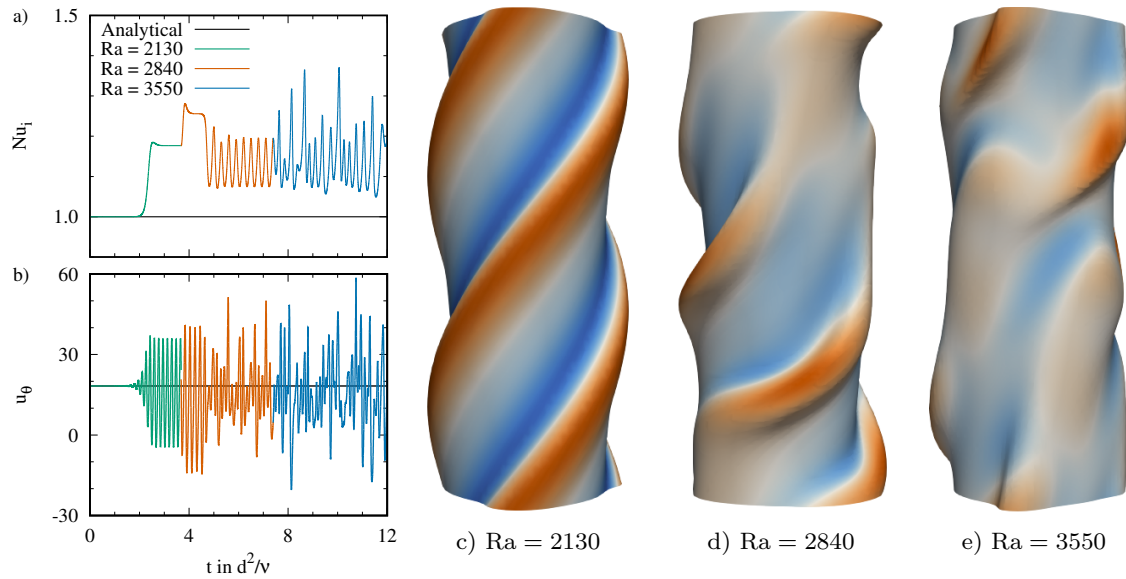 a)
1.5
Analytical
Ra = 2130
Ra = 2840
Ra = 3550
Nu_i
1.0
b)
60
30
u_θ
0
-30
0 4 8 12
t in d²/ν
c) Ra = 2130
d) Ra = 2840
e) Ra = 3550